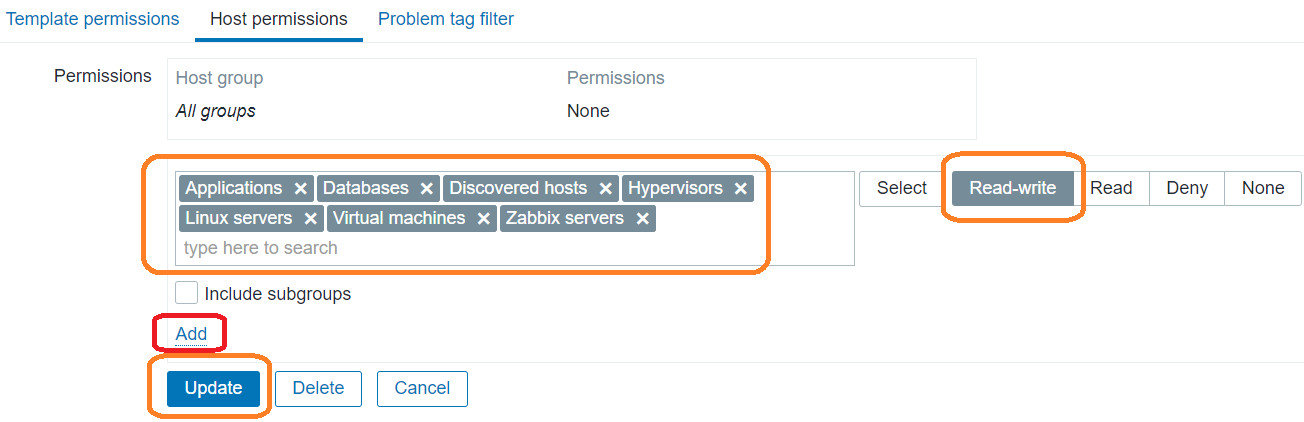 Template permissions Host permissions Problem tag filter
Permissions Host group Permissions
All groups None
Applications Databases Discovered hosts Hypervisors Select Read-write Read Deny None
Linux servers Virtual machines Zabbix servers
type here to search
Include subgroups
Add
Update Delete Cancel